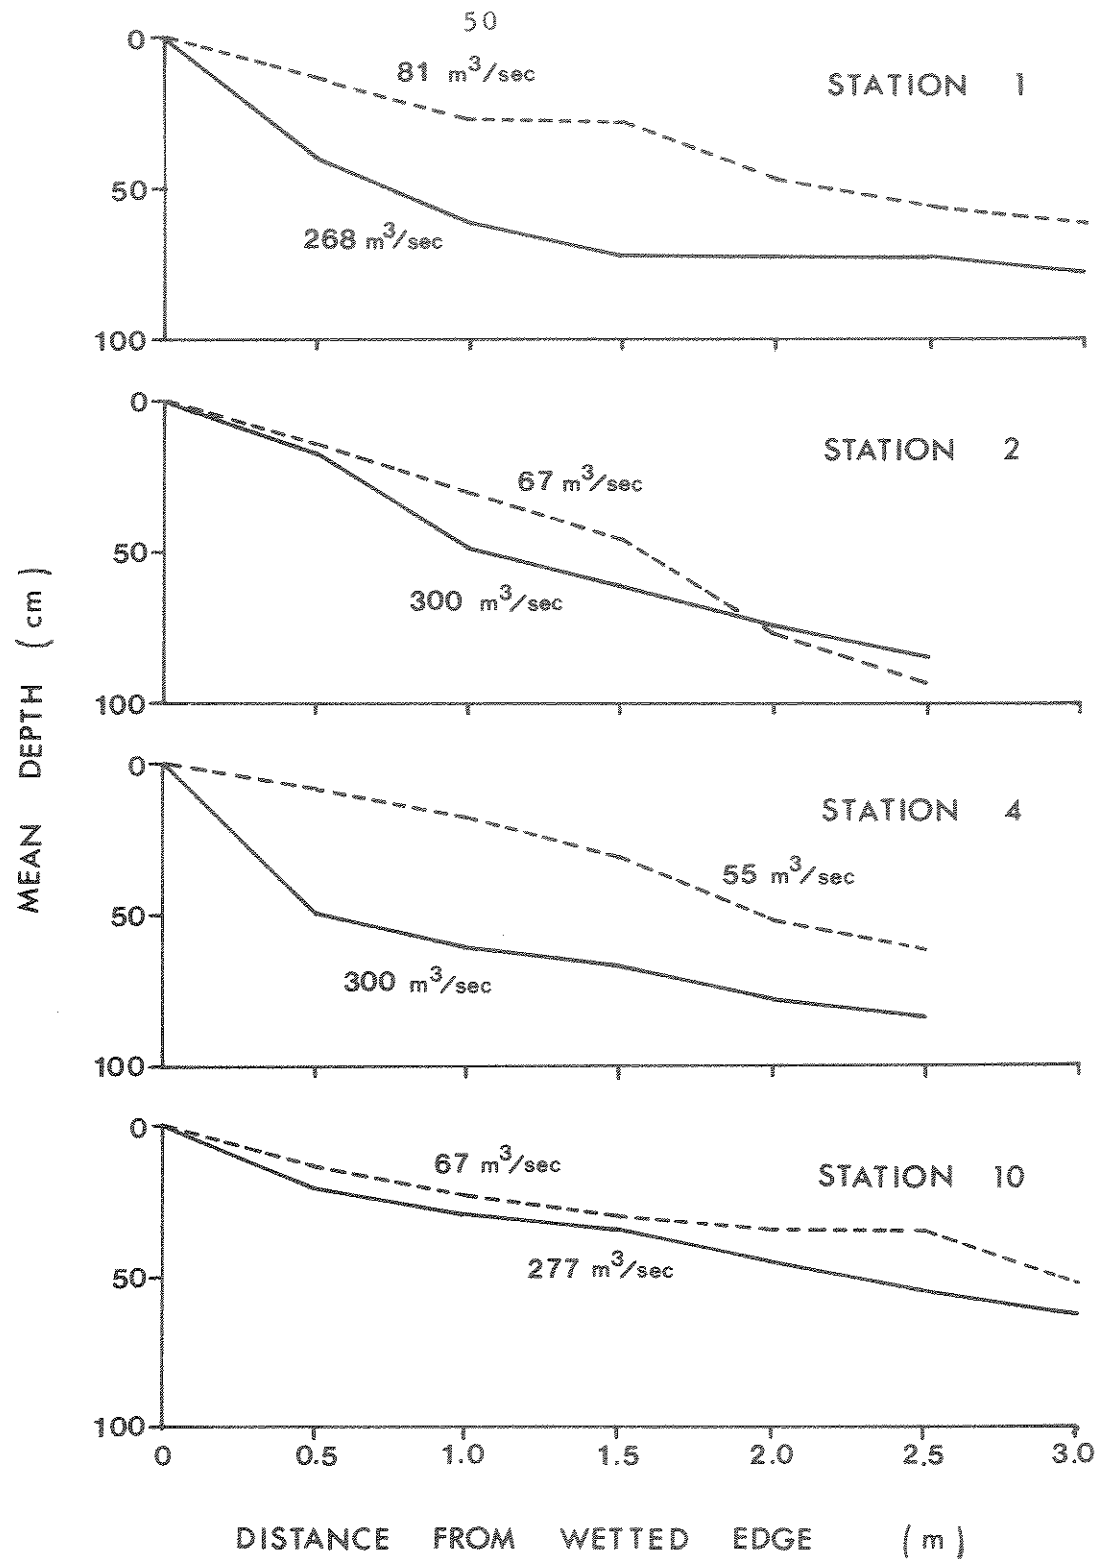 50
0
81 m³/sec
STATION 1
50
268 m³/sec
100
0
STATION 2
67 m³/sec
50
300 m³/sec
100
0
STATION 4
55 m³/sec
50
300 m³/sec
100
0
67 m³/sec
STATION 10
50
277 m³/sec
100
0 0.5 1.0 1.5 2.0 2.5 3.0
MEAN DEPTH (cm)
DISTANCE FROM WETTED EDGE (m)